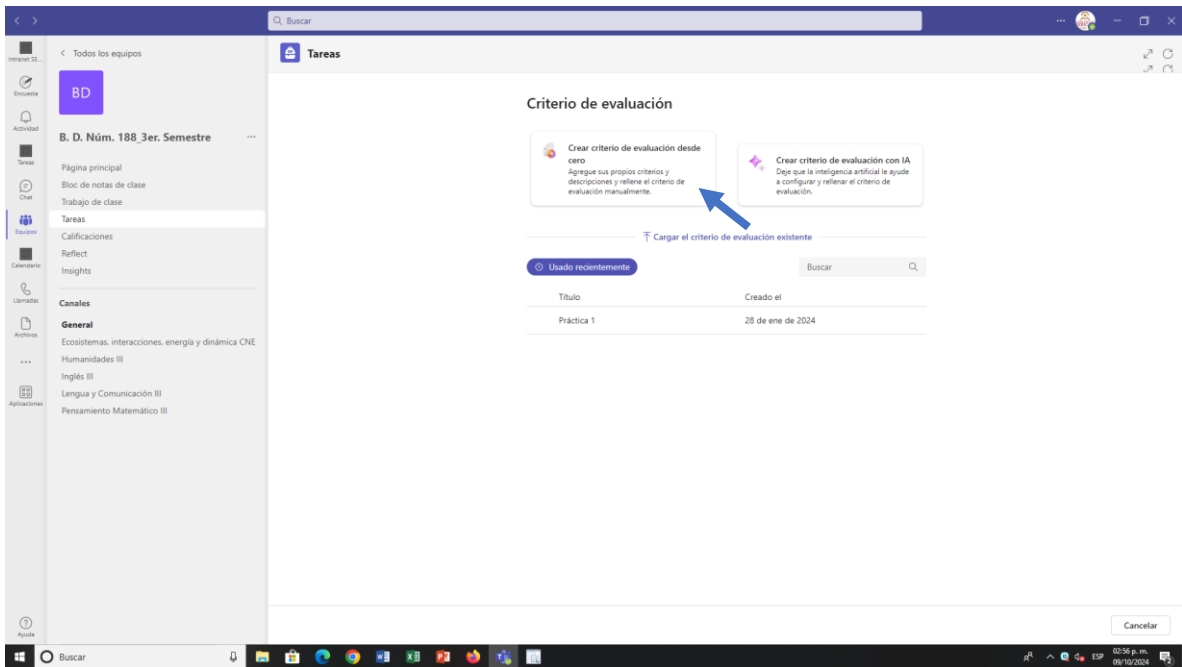 Buscar
Intranet SE...
Encuesta
Actividad
Tareas
Chat
Equipos
Calendario
Llamadas
Archivos
Aplicaciones
Ayuda
Todos los equipos
BD
B. D. Núm. 188_3er. Semestre
Página principal
Bloc de notas de clase
Trabajo de clase
Tareas
Calificaciones
Reflect
Insights
Canales
General
Ecosistemas, interacciones, energía y dinámica CNE
Humanidades III
Inglés III
Lengua y Comunicación III
Pensamiento Matemático III
Tareas
Criterio de evaluación
Crear criterio de evaluación desde
cero
Agregue sus propios criterios y
descripciones y rellene el criterio de
evaluación manualmente.
Crear criterio de evaluación con IA
Deje que la inteligencia artificial le ayude
a configurar y rellenar el criterio de
evaluación.
Cargar el criterio de evaluación existente
Usado recientemente
Buscar
Título Creado el
Práctica 1 28 de ene de 2024
Cancelar
Buscar
ESP
02:56 p. m.
09/10/2024